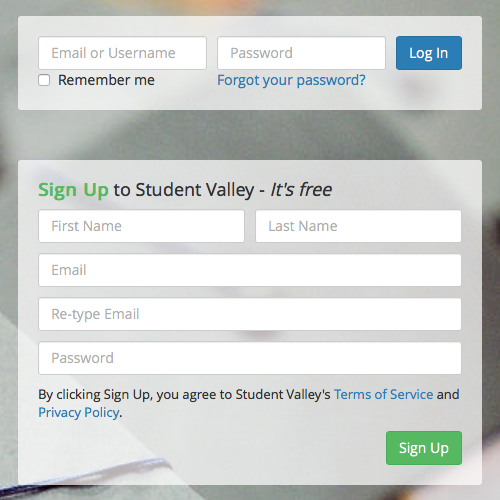 Email or Username Password Log In
Remember me Forgot your password?
Sign Up to Student Valley - It's free
First Name Last Name
Email
Re-type Email
Password
By clicking Sign Up, you agree to Student Valley's Terms of Service and
Privacy Policy.
Sign Up